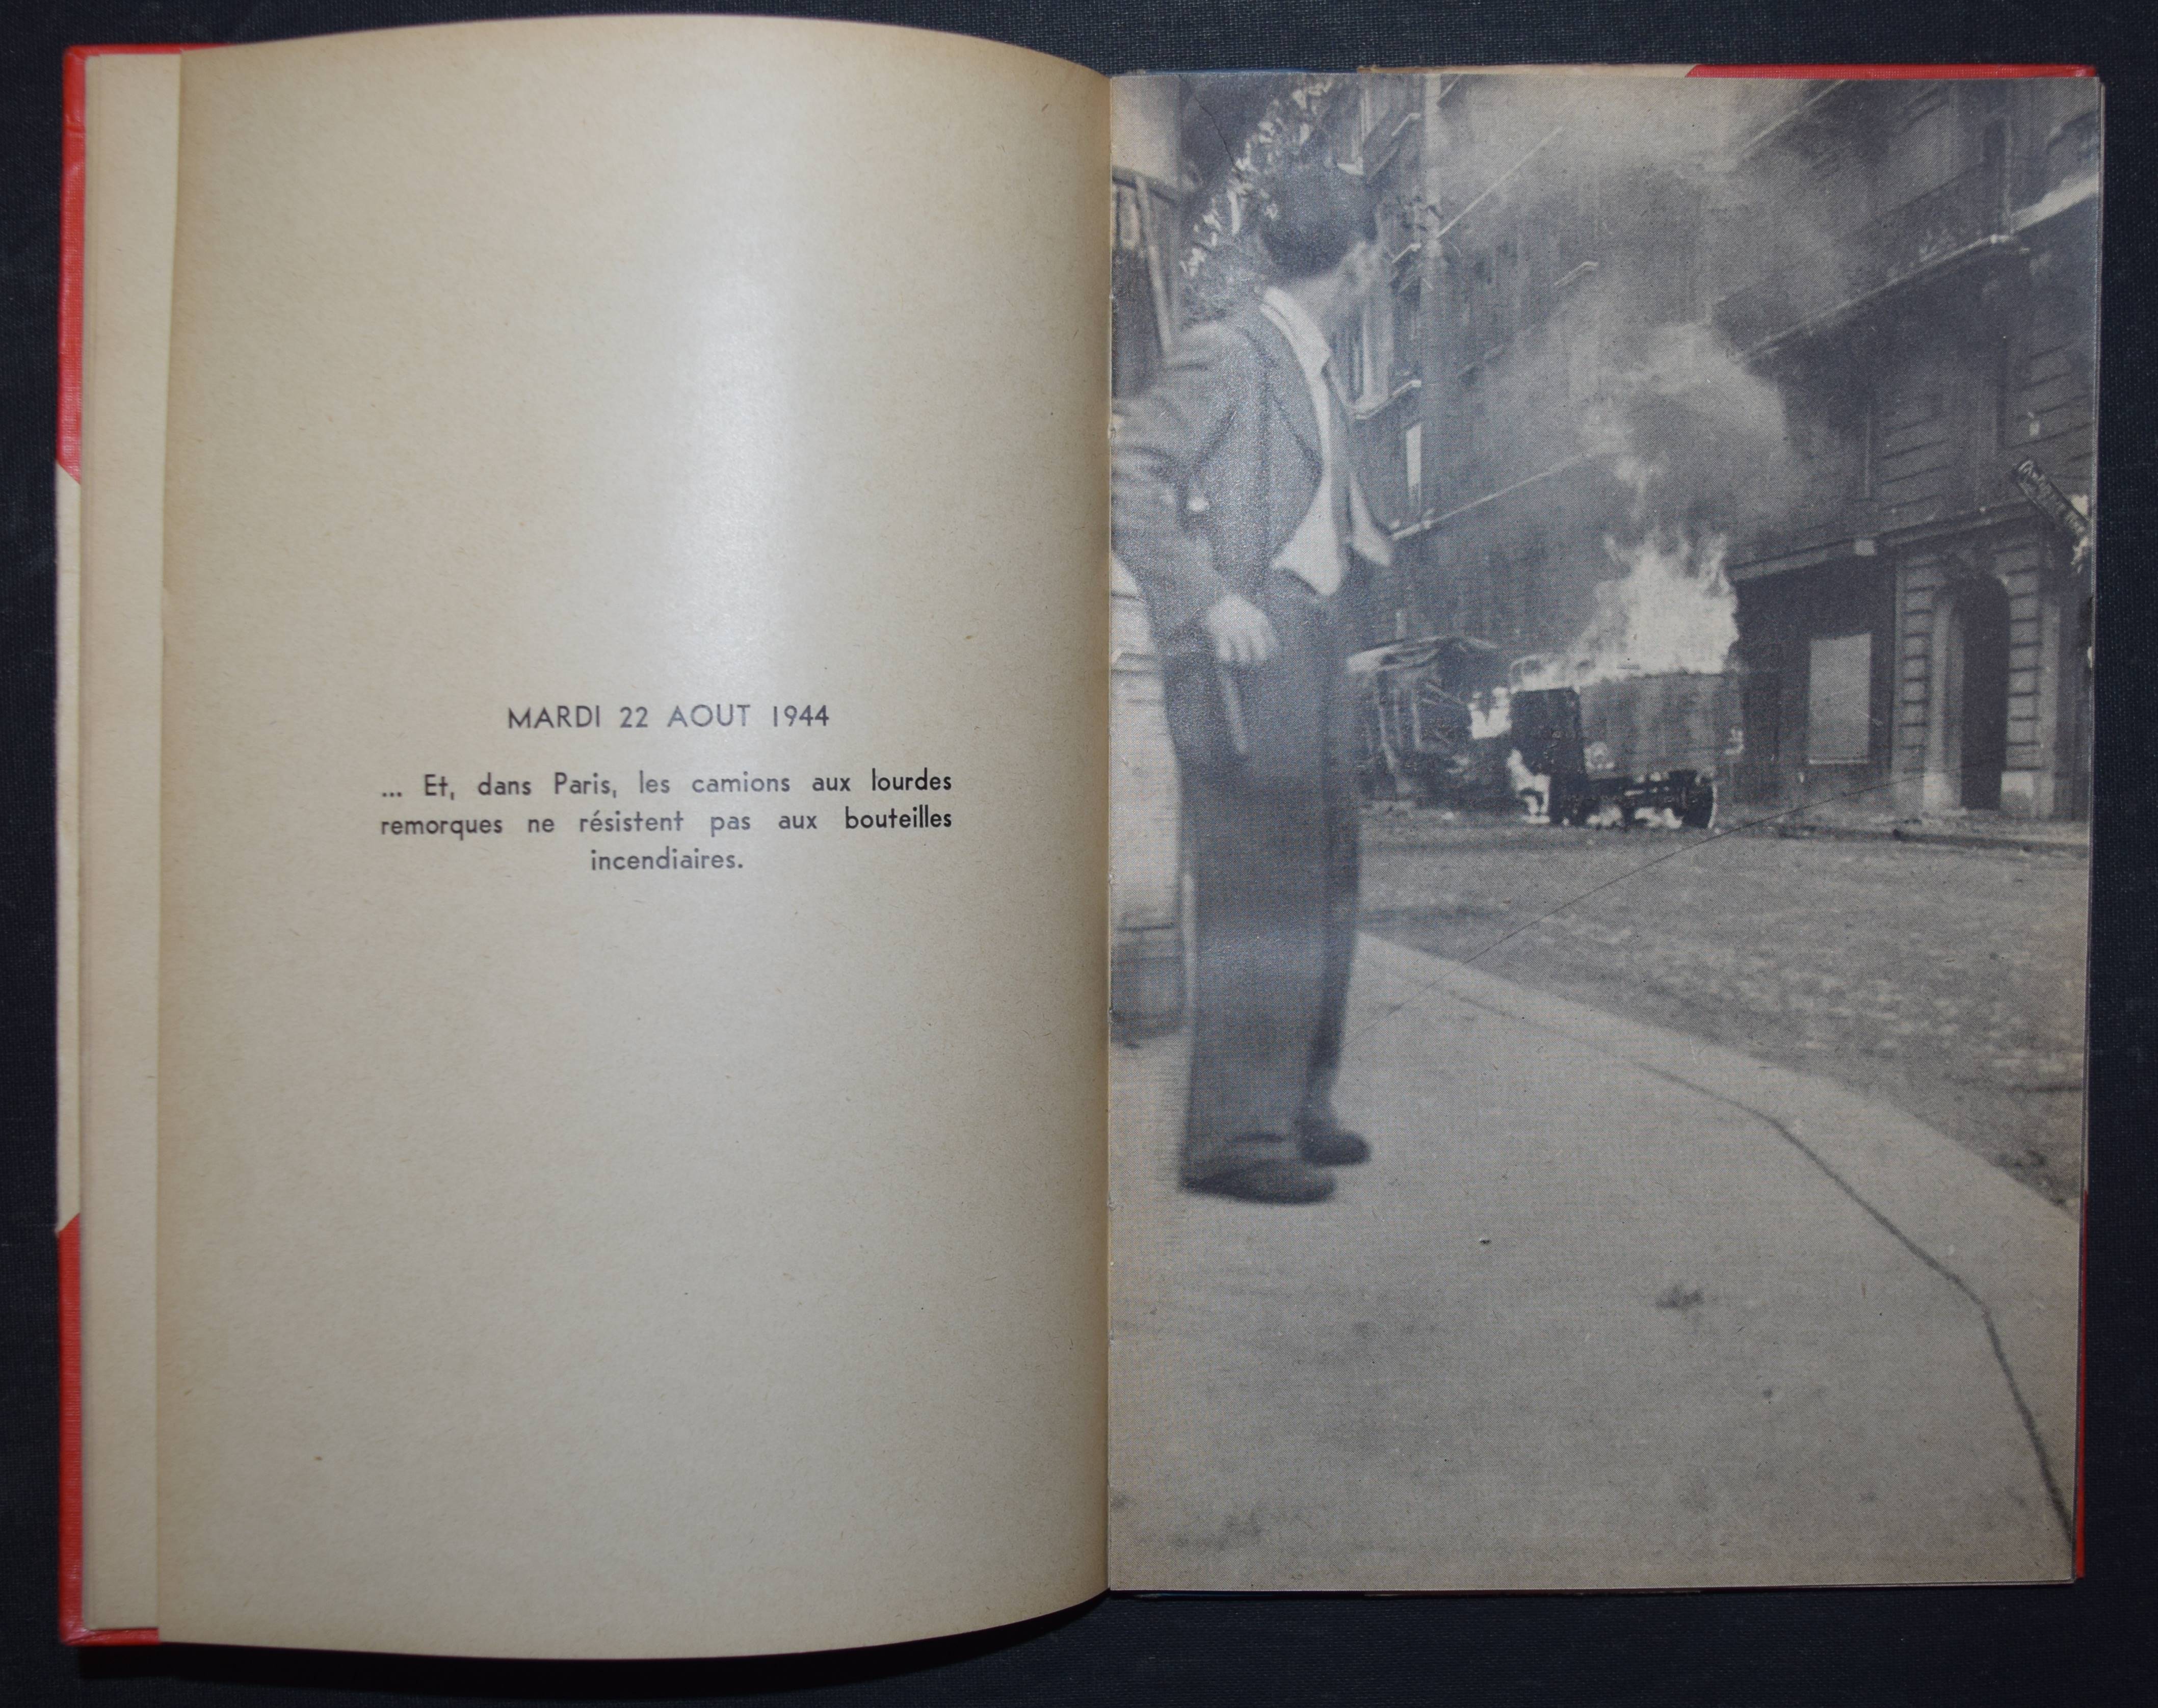 MARDI 22 AOUT 1944
... Et, dans Paris, les camions aux lourdes
remorques ne résistent pas aux bouteilles
incendiaires.